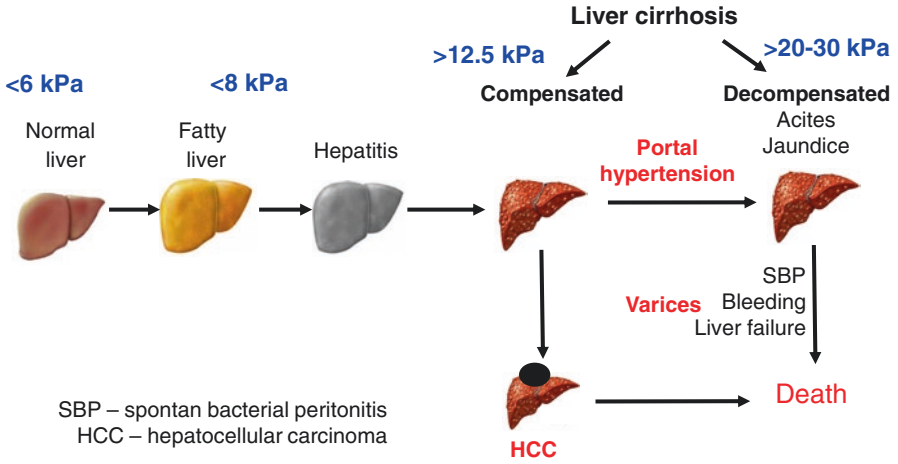 Liver cirrhosis
<6 kPa
<8 kPa
>12.5 kPa
>20-30 kPa
Normal
liver
Fatty
liver
Hepatitis
Compensated
Decompensated
Acites
Jaundice
Portal
hypertension
SBP
Varices
Bleeding
Liver failure
Death
HCC
SBP – spontan bacterial peritonitis
HCC – hepatocellular carcinoma